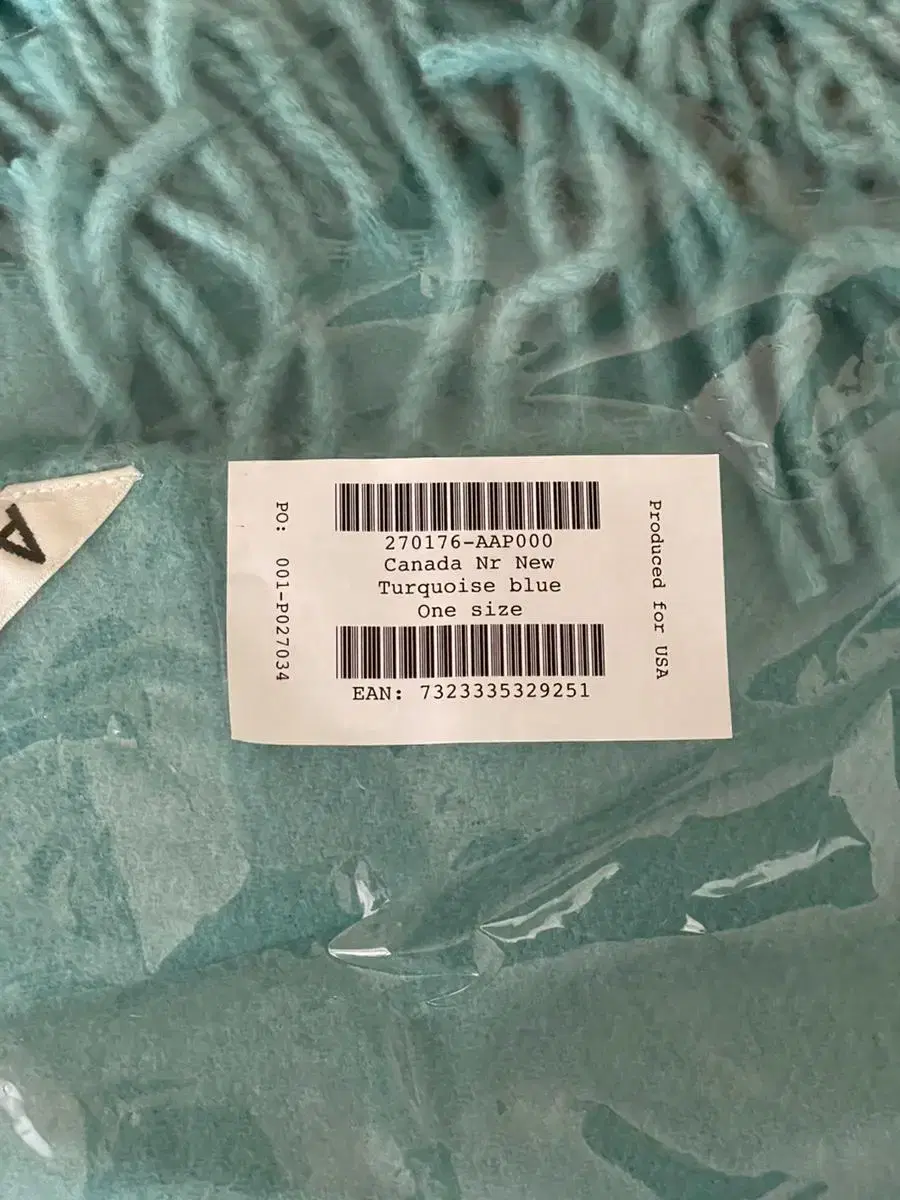 PO: 001-P027034
270176-AAP000
Canada Nr New
Turquoise blue
One size
EAN: 7323335329251
Produced for USA
A